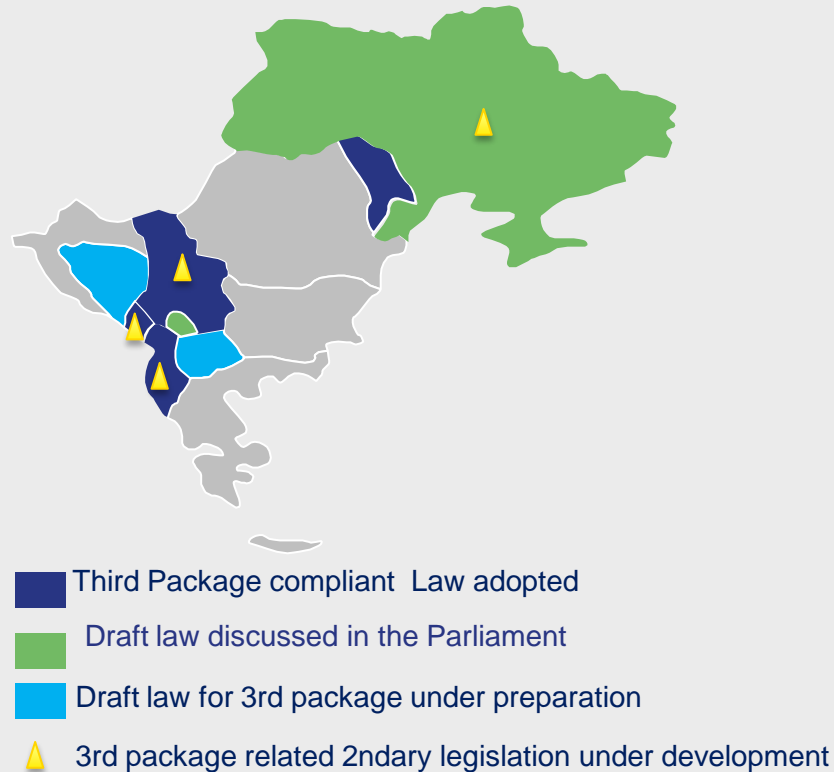 Third Package compliant Law adopted
Draft law discussed in the Parliament
Draft law for 3rd package under preparation
3rd package related 2ndary legislation under development